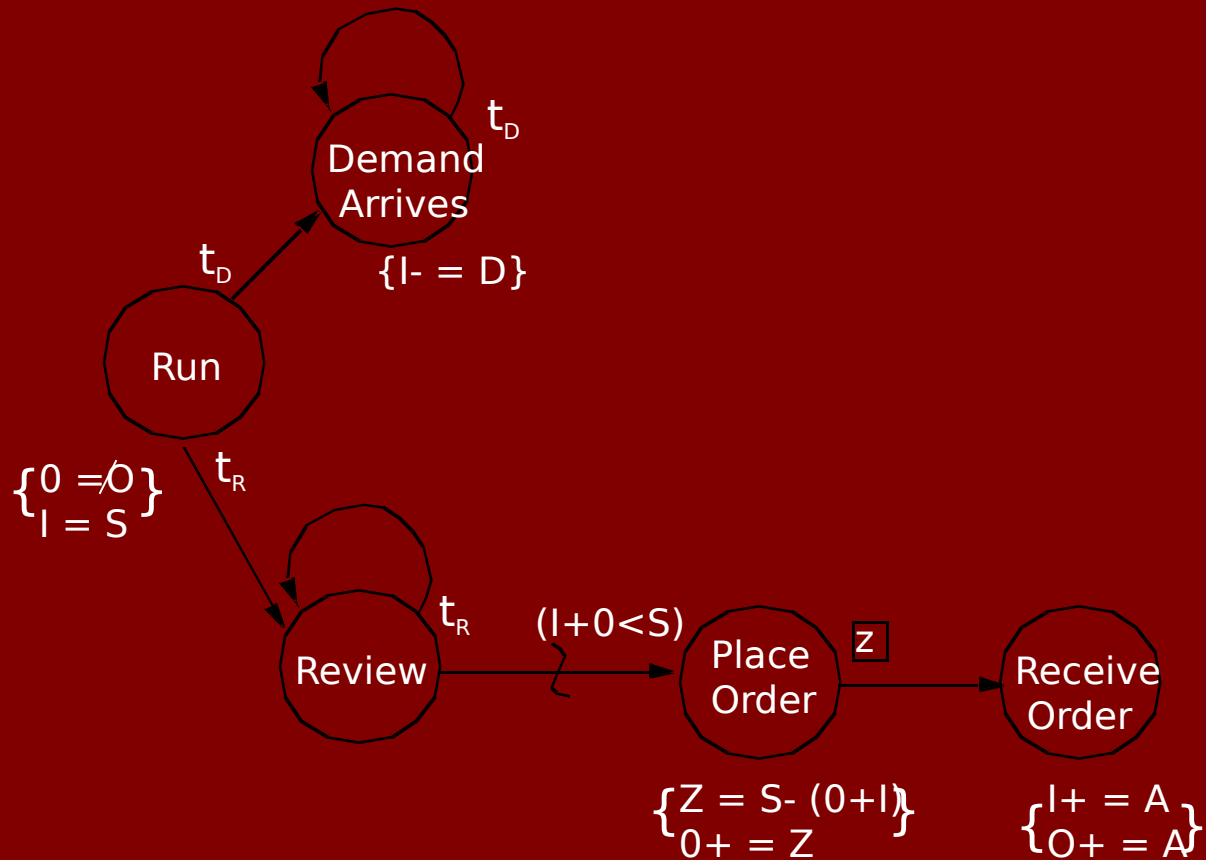 t_D
Demand
Arrives
{I- = D}
t_D
Run
t_R
{0 =O̸}
I = S
t_R
Review
(I+0<S)
Place
Order
z
Receive
Order
{Z = S- (0+I)}
0+ = Z
{I+ = A}
O+ = A